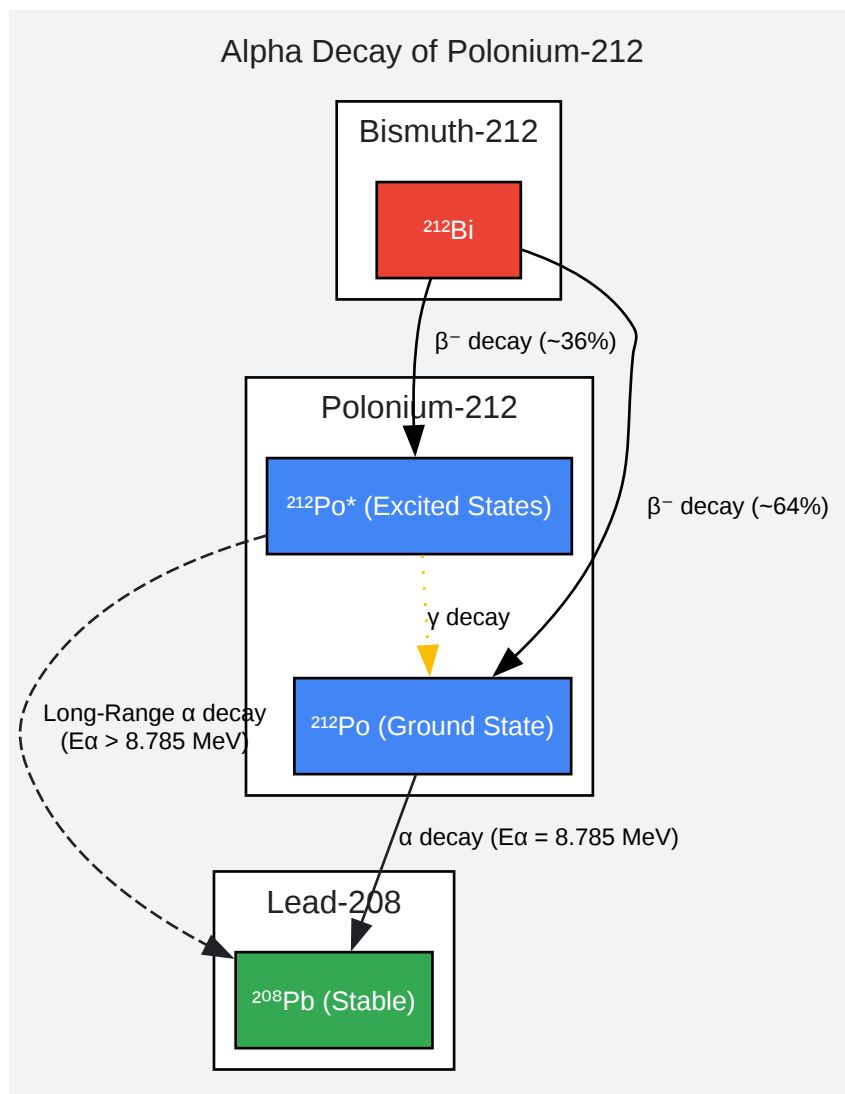 Alpha Decay of Polonium-212
Bismuth-212
²¹²Bi
β⁻ decay (~36%)
Polonium-212
²¹²Po* (Excited States)
β⁻ decay (~64%)
γ decay
Long-Range α decay
(Eα > 8.785 MeV)
²¹²Po (Ground State)
α decay (Eα = 8.785 MeV)
Lead-208
²⁰⁸Pb (Stable)